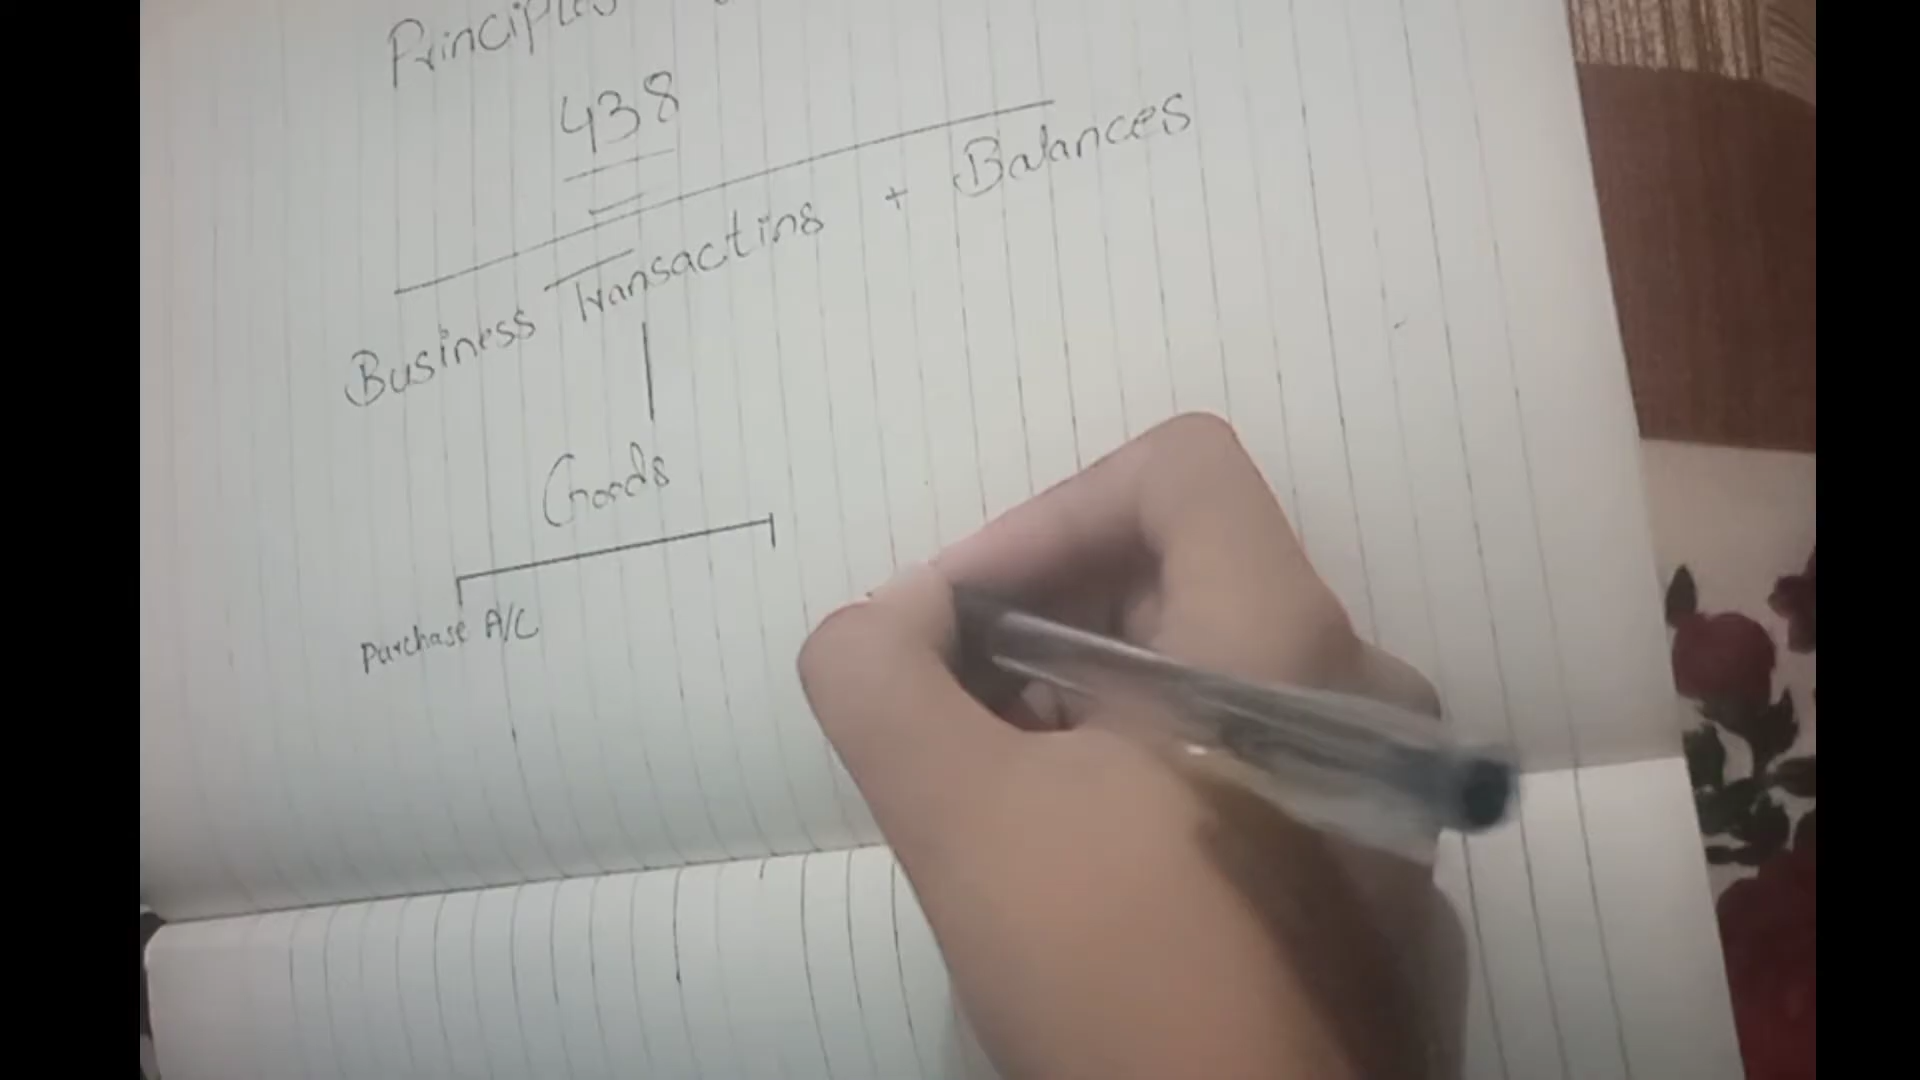 Principles
438
Business Transactins + Balances
Goods
Purchase A/C